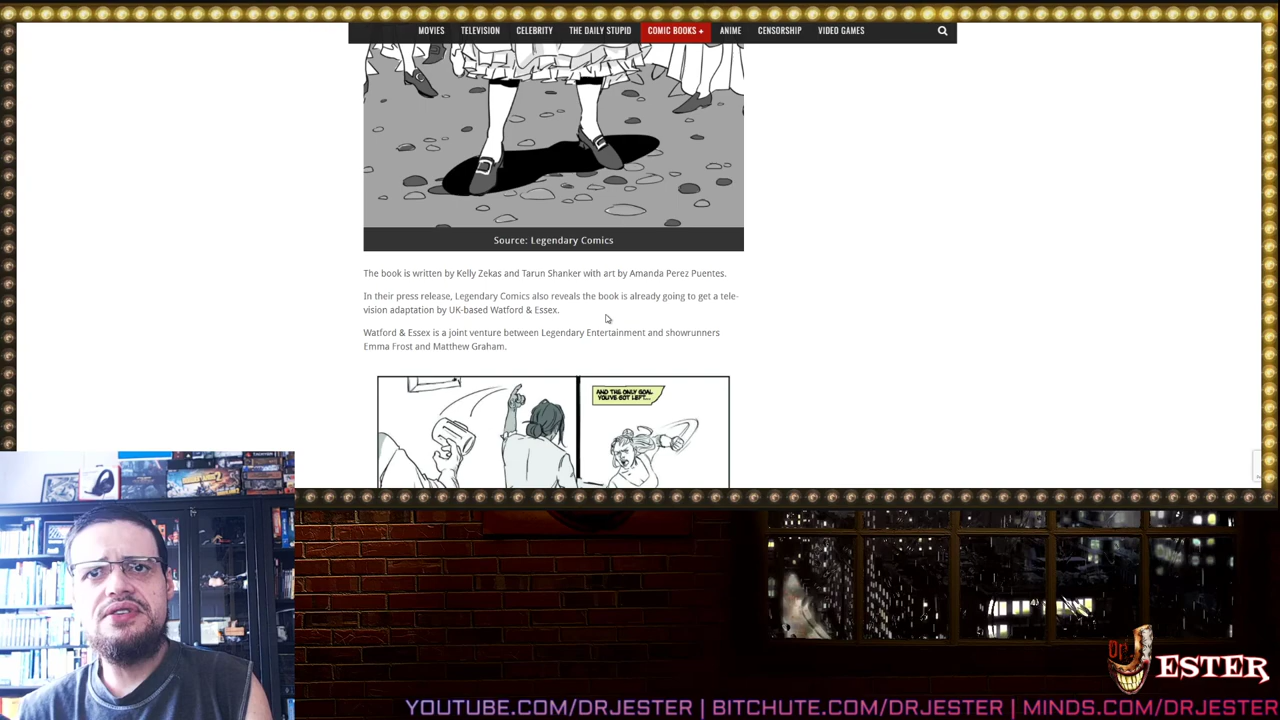 MOVIES TELEVISION CELEBRITY THE DAILY STUPID COMIC BOOKS + ANIME CENSORSHIP VIDEO GAMES
Source: Legendary Comics
The book is written by Kelly Zekas and Tarun Shanker with art by Amanda Perez Puentes.
In their press release, Legendary Comics also reveals the book is already going to get a tele-
vision adaptation by UK-based Watford & Essex.
Watford & Essex is a joint venture between Legendary Entertainment and showrunners
Emma Frost and Matthew Graham.
AND THE ONLY GOAL
YOU'VE GOT LEFT...
Dr JESTER
YOUTUBE.COM/DRJESTER | BITCHUTE.COM/DRJESTER | MINDS.COM/DRJESTER